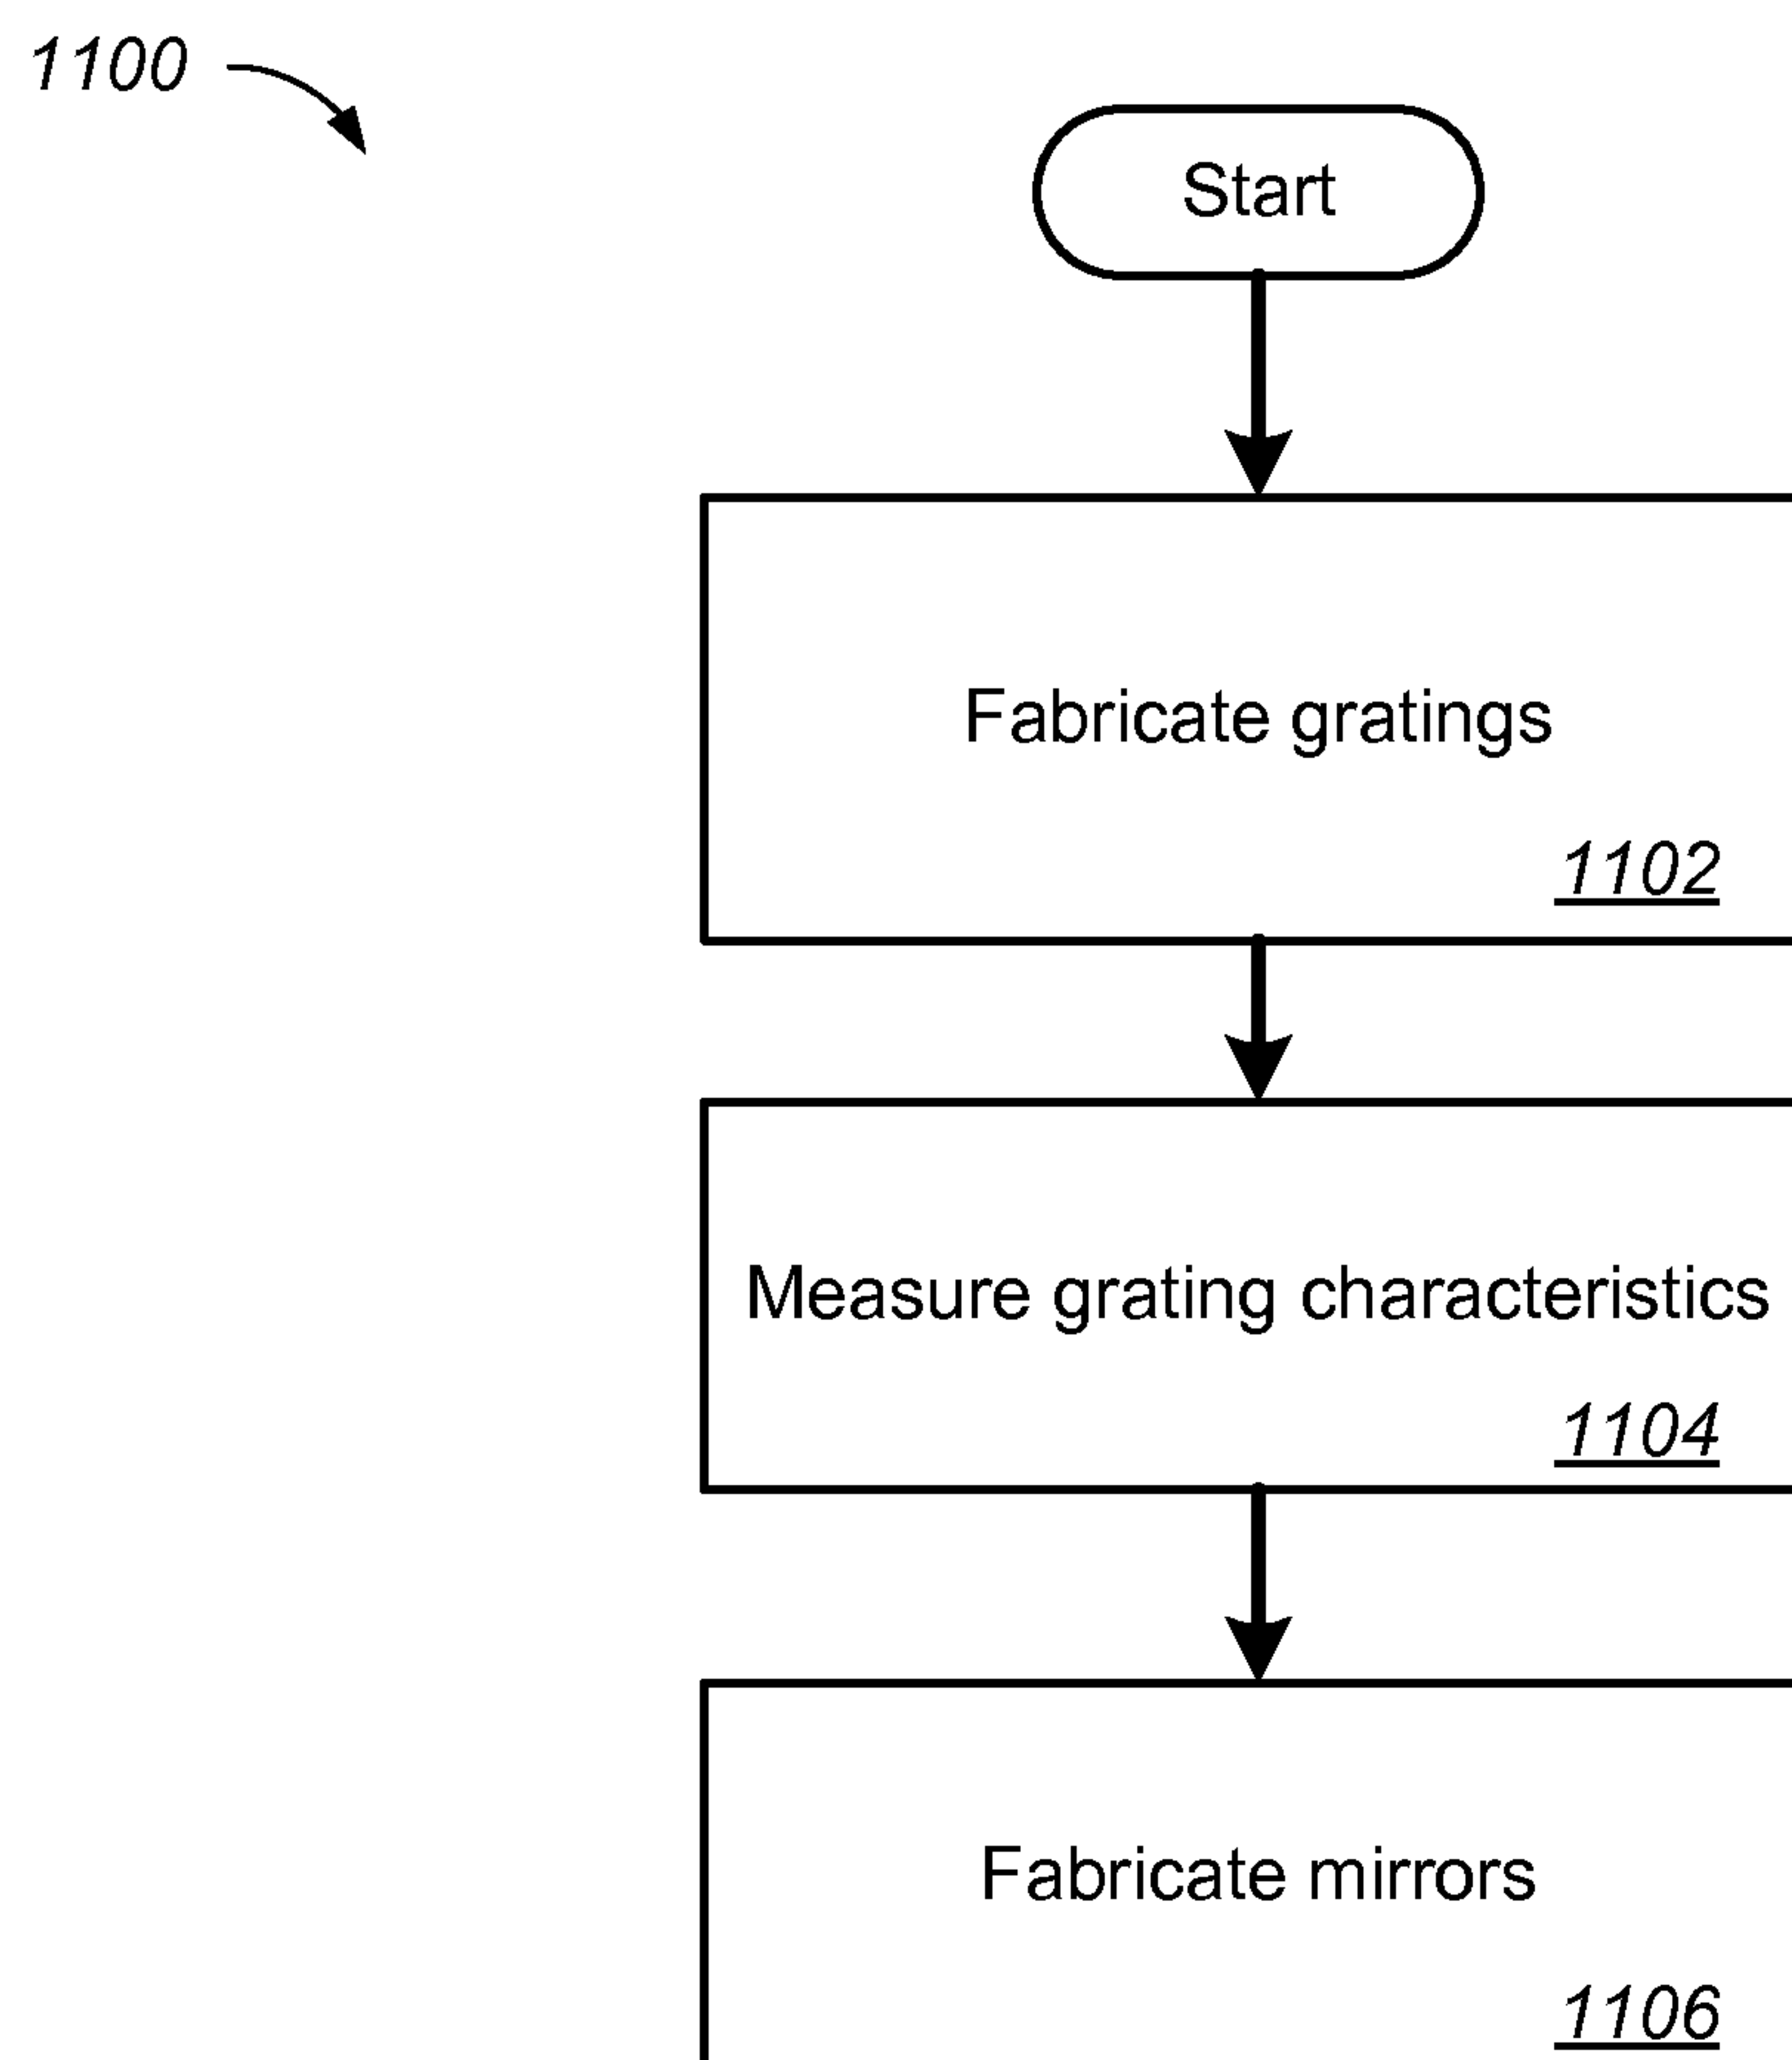 1100
Start
Fabricate gratings
1102
Measure grating characteristics
1104
Fabricate mirrors
1106